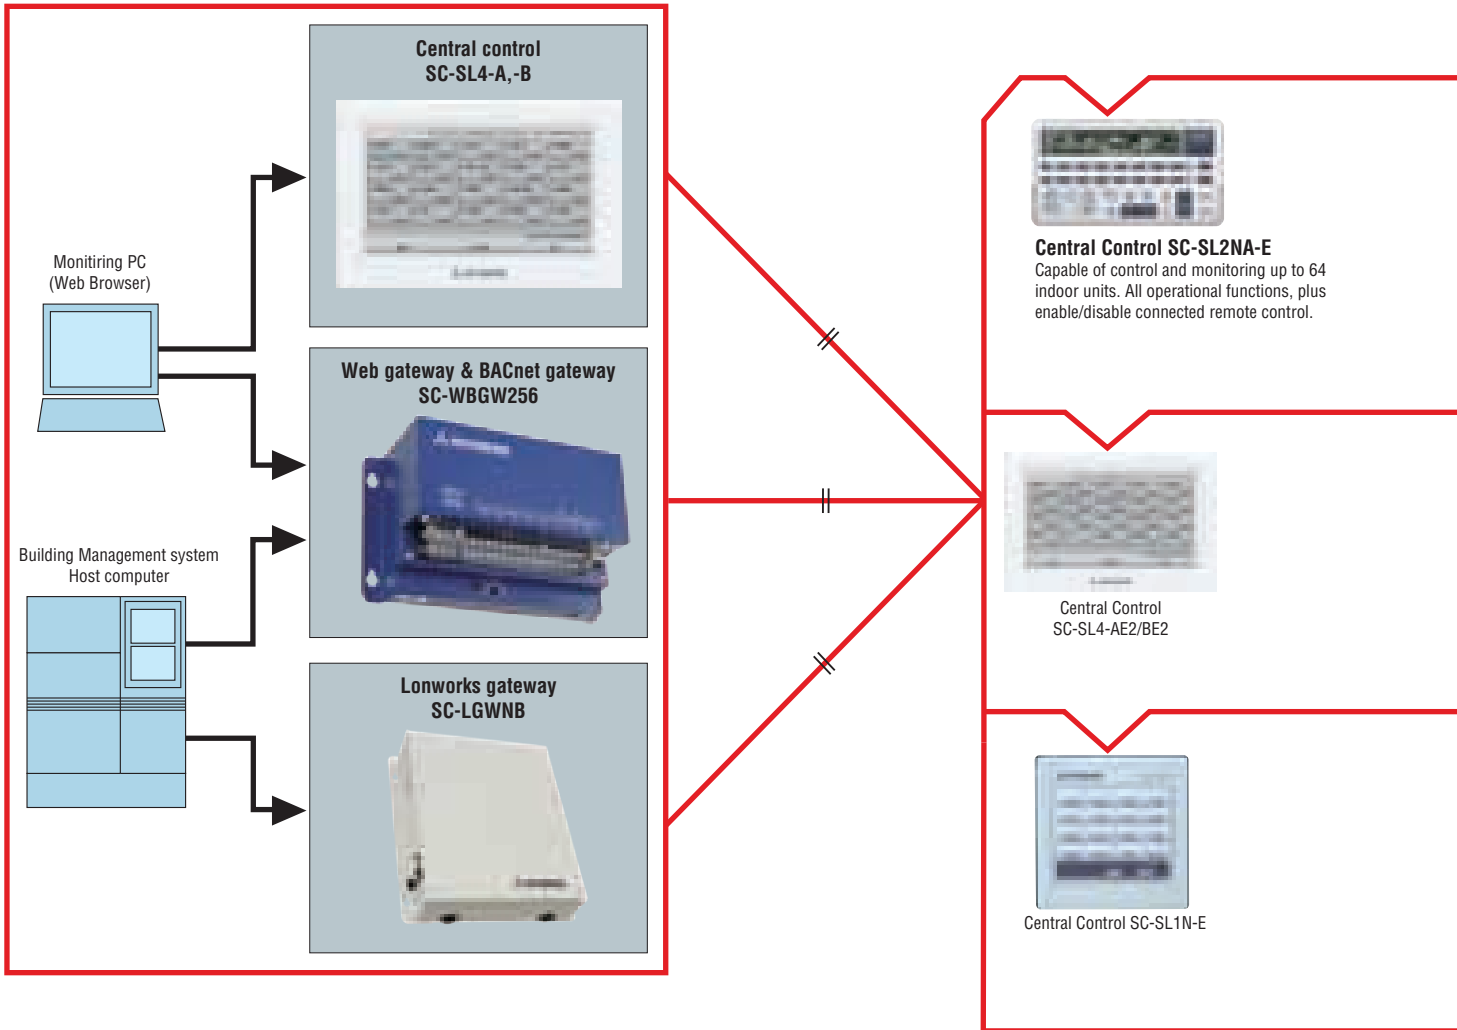 Central control
SC-SL4-A,-B
Monitiring PC
(Web Browser)
Web gateway & BACnet gateway
SC-WBGW256
Building Management system
Host computer
Lonworks gateway
SC-LGWNB
Central Control SC-SL2NA-E
Capable of control and monitoring up to 64
indoor units. All operational functions, plus
enable/disable connected remote control.
Central Control
SC-SL4-AE2/BE2
Central Control SC-SL1N-E